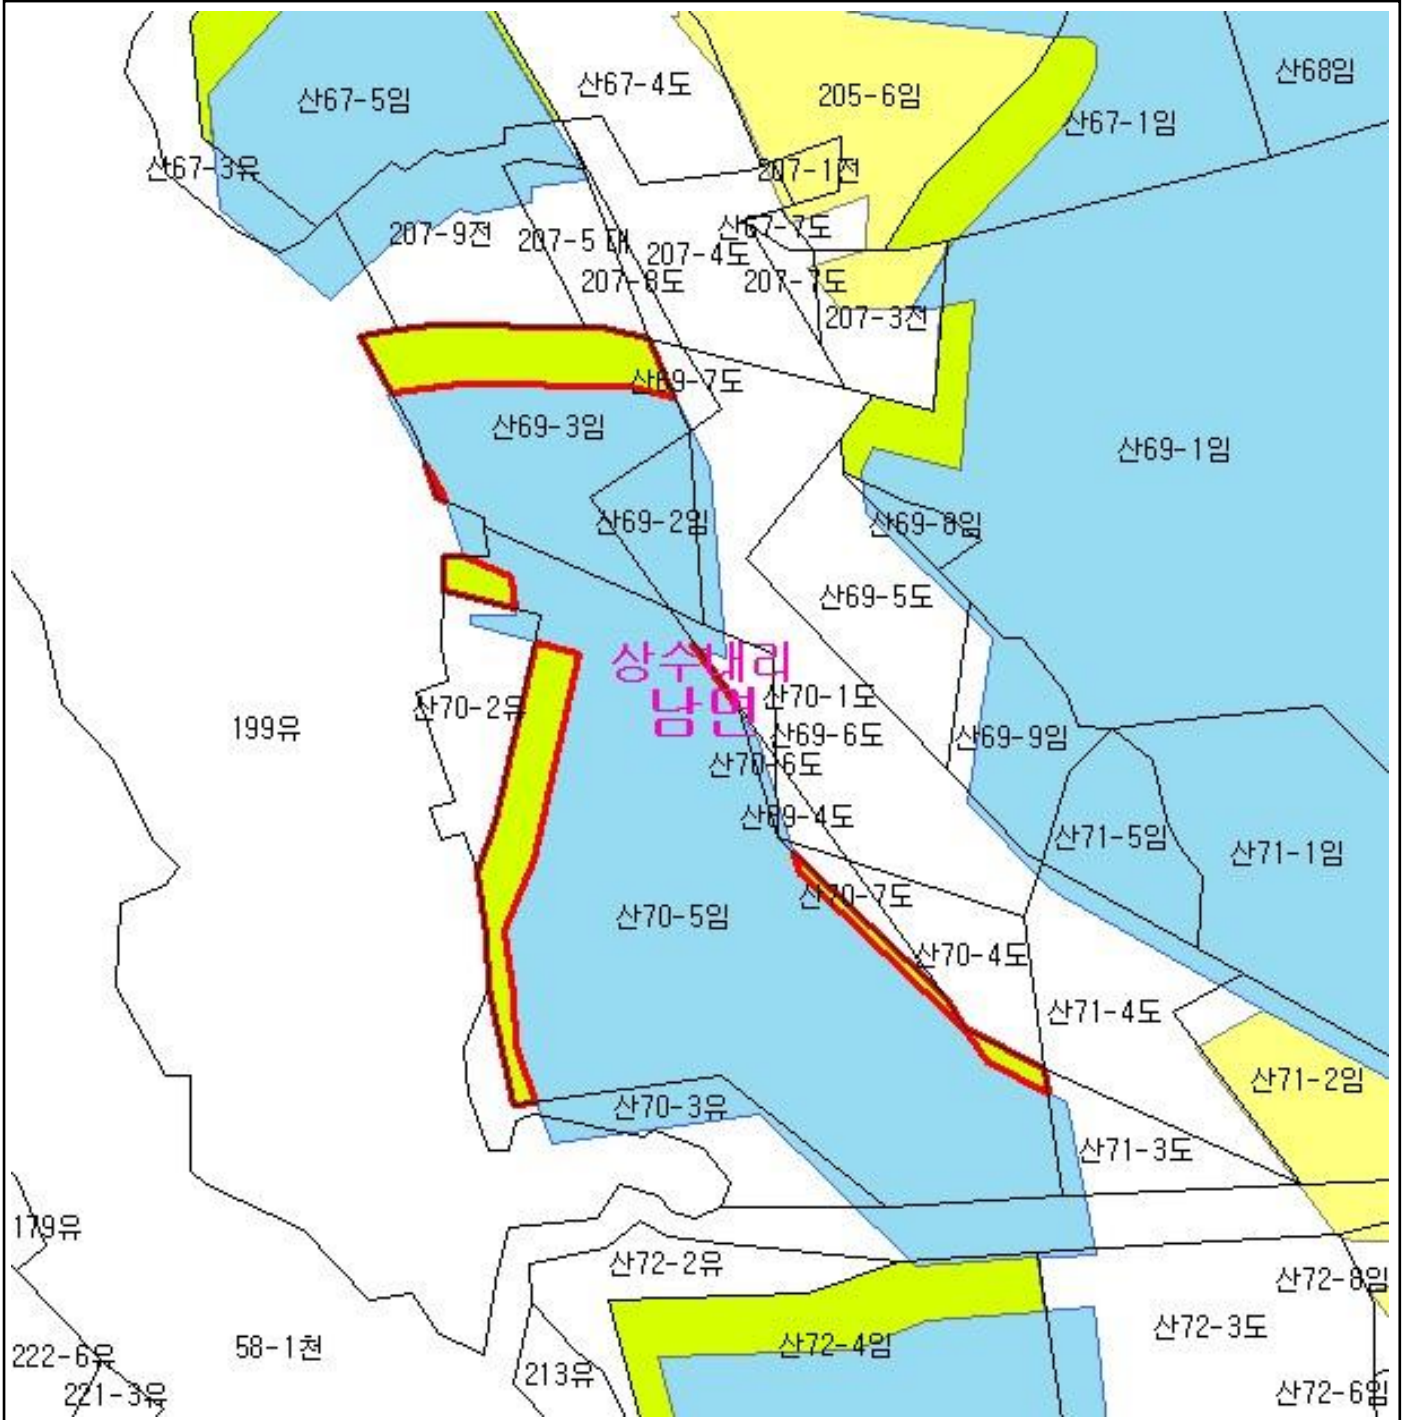 산68임
산67-4도
205-6임
산67-5임
산67-1임
산67-3유
207-1전
산67-7도
207-9전
207-5 대
207-4도
207-8도
207-7도
207-3전
산69-7도
산69-3임
산69-1임
산69-2임
산69-8임
산69-5도
상수내리
산70-1도
산70-2유
남면
199유
산69-6도
산69-9임
산70-6도
산69-4도
산71-5임
산71-1임
산70-7도
산70-5임
산70-4도
산71-4도
산71-2임
산70-3유
산71-3도
179유
산72-2유
산72-8임
산72-3도
58-1천
산72-4임
222-6유
213유
221-3유
산72-6임